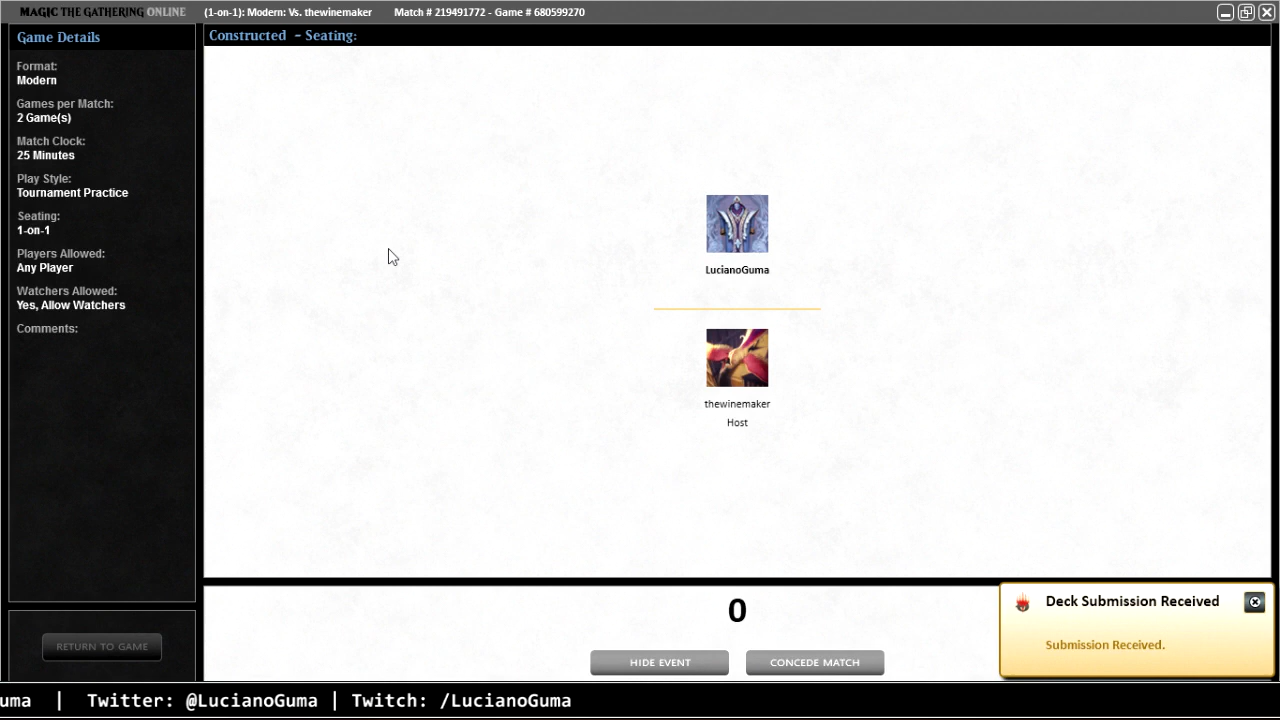 MAGIC THE GATHERING ONLINE
(1-on-1): Modern: Vs. thewinemaker Match # 219491772 - Game # 680599270
Game Details
Format:
Modern
Games per Match:
2 Game(s)
Match Clock:
25 Minutes
Play Style:
Tournament Practice
Seating:
1-on-1
Players Allowed:
Any Player
Watchers Allowed:
Yes, Allow Watchers
Comments:
RETURN TO GAME
Constructed - Seating:
LucianoGuma
thewinemaker
Host
0
HIDE EVENT CONCEDE MATCH
Deck Submission Received
Submission Received.
uma | Twitter: @LucianoGuma | Twitch: /LucianoGuma